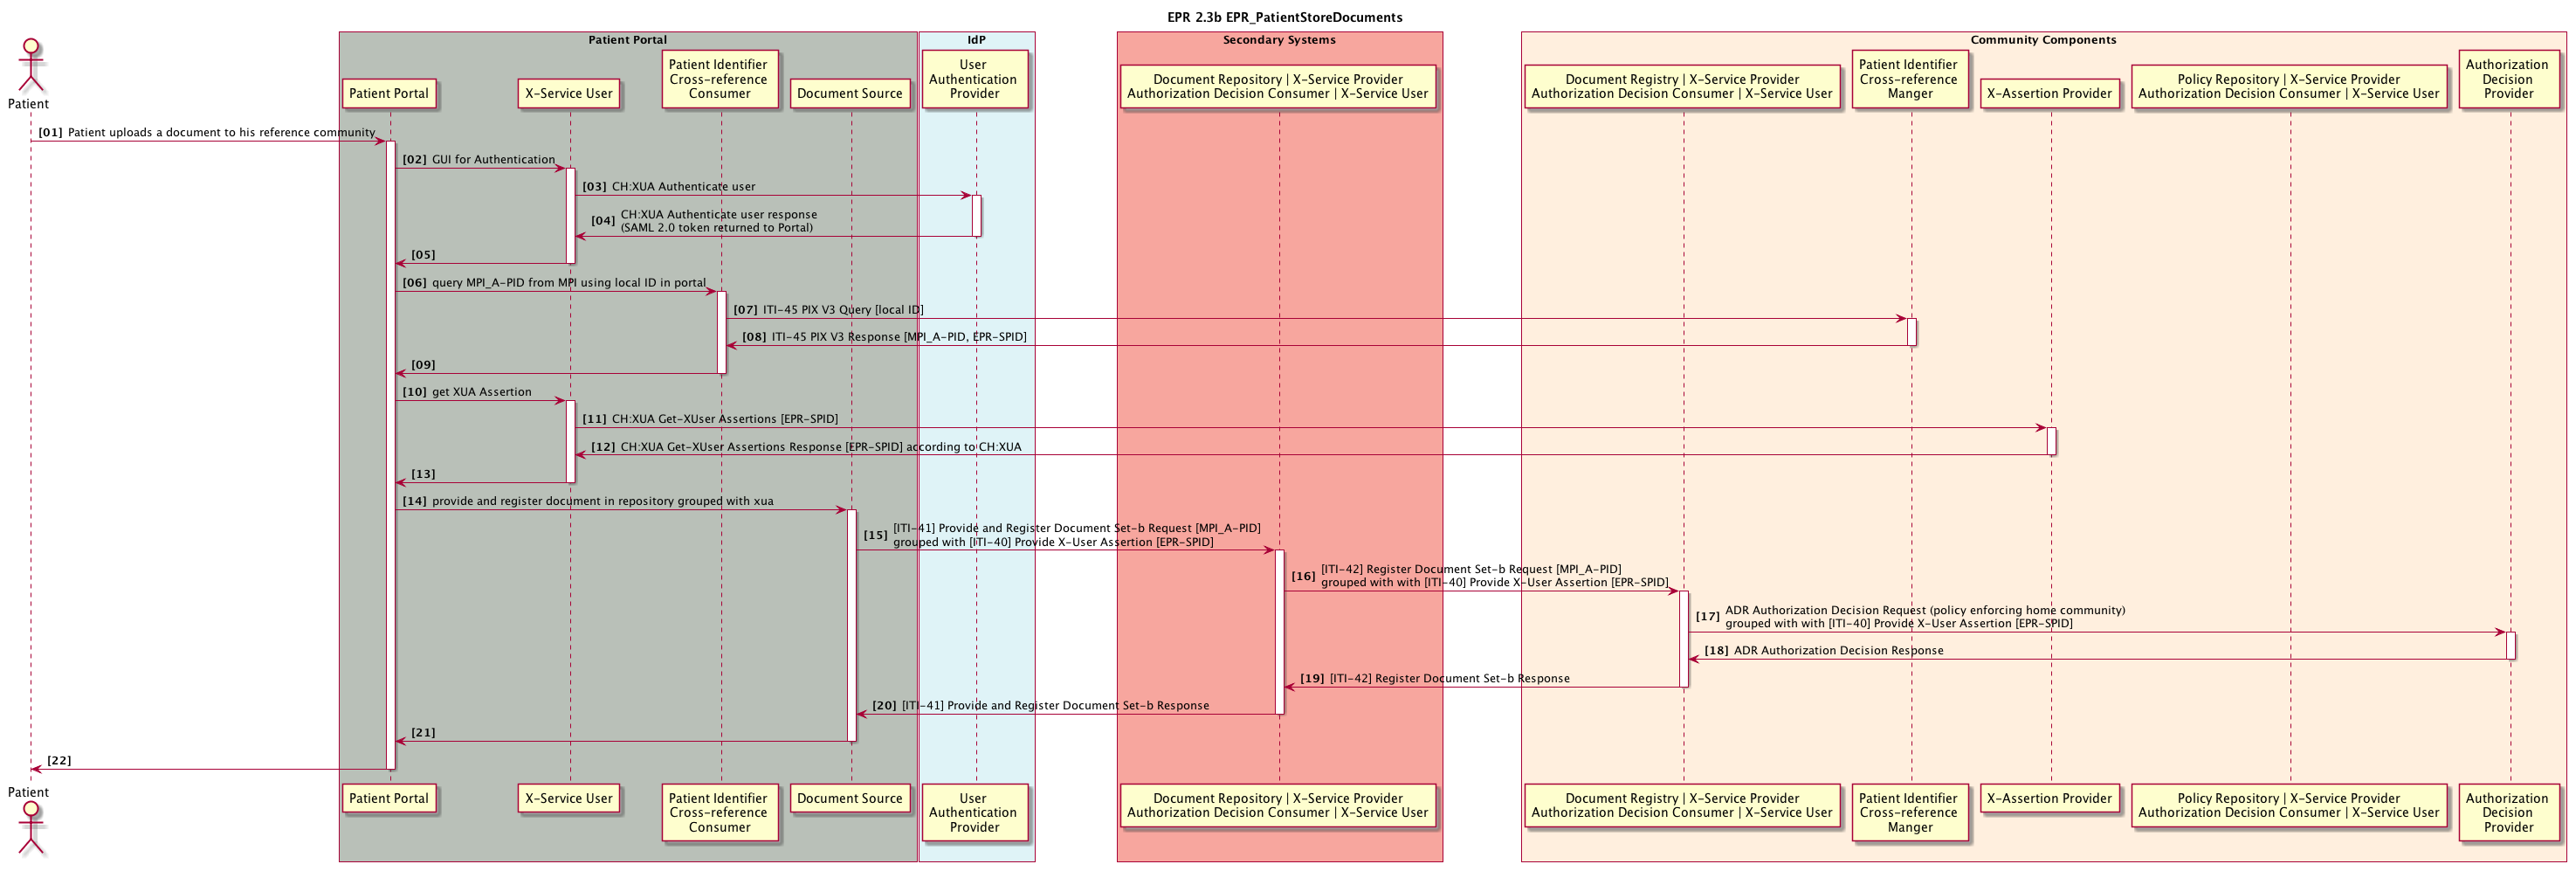 EPR 2.3b EPR_PatientStoreDocuments
Patient Portal
IdP
Secondary Systems
Community Components
Patient
Patient Portal
X-Service User
Patient Identifier
Cross-reference
Consumer
Document Source
User
Authentication
Provider
Document Repository | X-Service Provider
Authorization Decision Consumer | X-Service User
Document Registry | X-Service Provider
Authorization Decision Consumer | X-Service User
Patient Identifier
Cross-reference
Manger
X-Assertion Provider
Policy Repository | X-Service Provider
Authorization Decision Consumer | X-Service User
Authorization
Decision
Provider
[01] Patient uploads a document to his reference community
[02] GUI for Authentication
[03] CH:XUA Authenticate user
[04] CH:XUA Authenticate user response
(SAML 2.0 token returned to Portal)
[05]
[06] query MPI_A-PID from MPI using local ID in portal
[07] ITI-45 PIX V3 Query [local ID]
[08] ITI-45 PIX V3 Response [MPI_A-PID, EPR-SPID]
[09]
[10] get XUA Assertion
[11] CH:XUA Get-XUser Assertions [EPR-SPID]
[12] CH:XUA Get-XUser Assertions Response [EPR-SPID] according to CH:XUA
[13]
[14] provide and register document in repository grouped with xua
[15] [ITI-41] Provide and Register Document Set-b Request [MPI_A-PID]
grouped with [ITI-40] Provide X-User Assertion [EPR-SPID]
[16] [ITI-42] Register Document Set-b Request [MPI_A-PID]
grouped with with [ITI-40] Provide X-User Assertion [EPR-SPID]
[17] ADR Authorization Decision Request (policy enforcing home community)
grouped with with [ITI-40] Provide X-User Assertion [EPR-SPID]
[18] ADR Authorization Decision Response
[19] [ITI-42] Register Document Set-b Response
[20] [ITI-41] Provide and Register Document Set-b Response
[21]
[22]
Patient
Patient Portal
X-Service User
Patient Identifier
Cross-reference
Consumer
Document Source
User
Authentication
Provider
Document Repository | X-Service Provider
Authorization Decision Consumer | X-Service User
Document Registry | X-Service Provider
Authorization Decision Consumer | X-Service User
Patient Identifier
Cross-reference
Manger
X-Assertion Provider
Policy Repository | X-Service Provider
Authorization Decision Consumer | X-Service User
Authorization
Decision
Provider